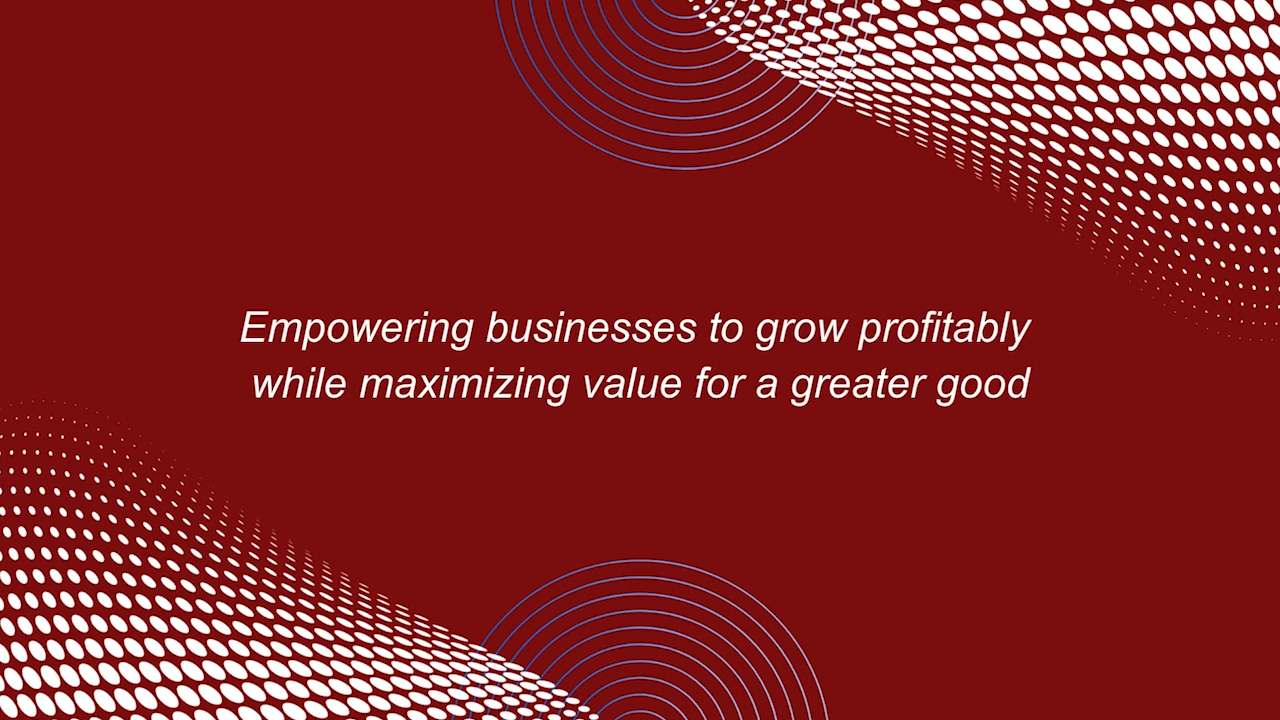 Empowering businesses to grow profitably
while maximizing value for a greater good